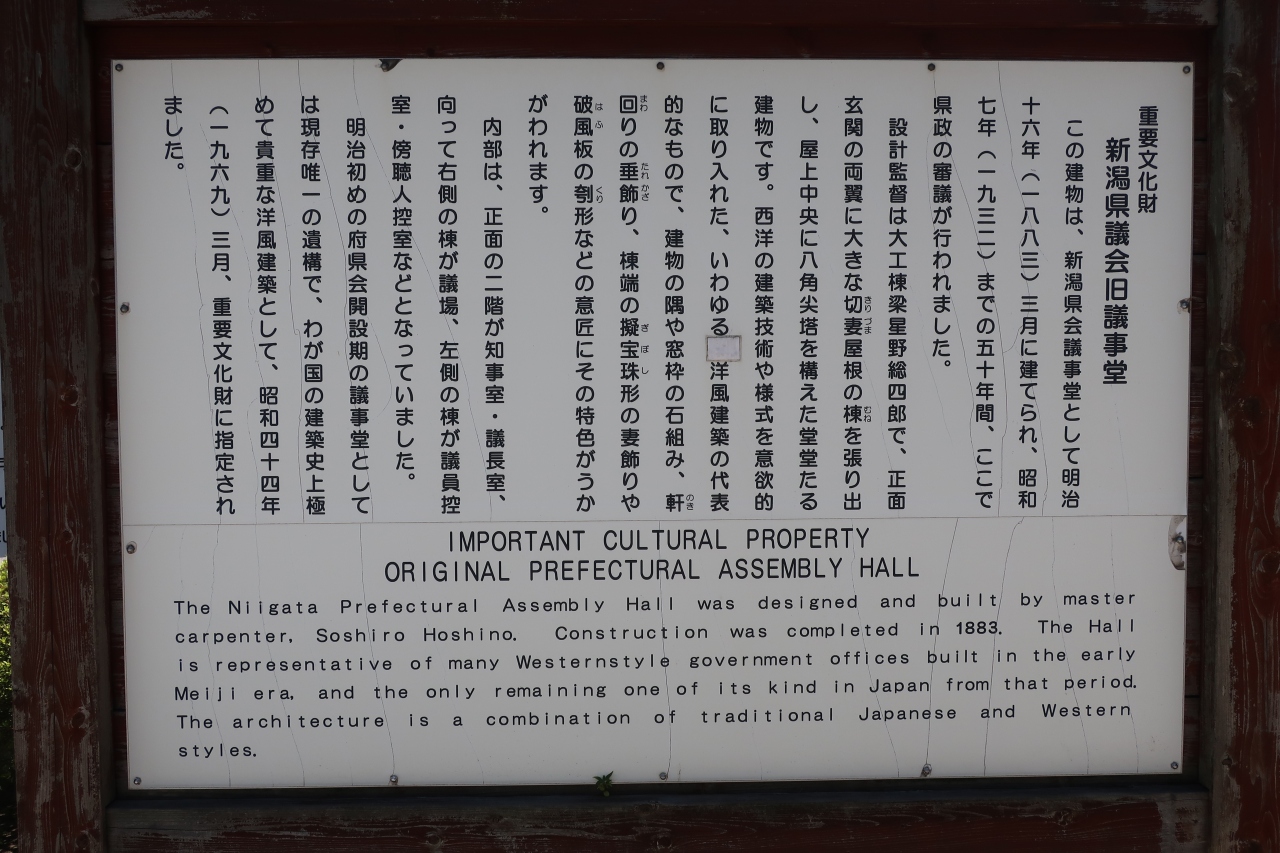 重要文化財
新潟県議会旧議事堂
この建物は、新潟県会議事堂として明治
十六年（一八八三）三月に建てられ、昭和
七年（一九三二）までの五十年間、ここで
県政の審議が行われました。
設計監督は大工棟梁星野総四郎で、正面
玄関の両翼に大きな切妻屋根の棟を張り出
し、屋上中央に八角尖塔を構えた堂堂たる
建物です。西洋の建築技術や様式を意欲的
に取り入れた、いわゆる洋風建築の代表
的なもので、建物の隅や窓枠の石組み、軒
回りの垂飾り、棟端の擬宝珠形の妻飾りや
破風板の刳形などの意匠にその特色がうか
がわれます。
内部は、正面の二階が知事室・議長室、
向って右側の棟が議場、左側の棟が議員控
室・傍聴人控室などとなっていました。
明治初めの府県会開設期の議事堂として
は現存唯一の遺構で、わが国の建築史上極
めて貴重な洋風建築として、昭和四十四年
（一九六九）三月、重要文化財に指定され
ました。
IMPORTANT CULTURAL PROPERTY
ORIGINAL PREFECTURAL ASSEMBLY HALL
The Niigata Prefectural Assembly Hall was designed and built by master
carpenter, Soshiro Hoshino. Construction was completed in 1883. The Hall
is representative of many Westernstyle government offices built in the early
Meiji era, and the only remaining one of its kind in Japan from that period.
The architecture is a combination of traditional Japanese and Western
styles.